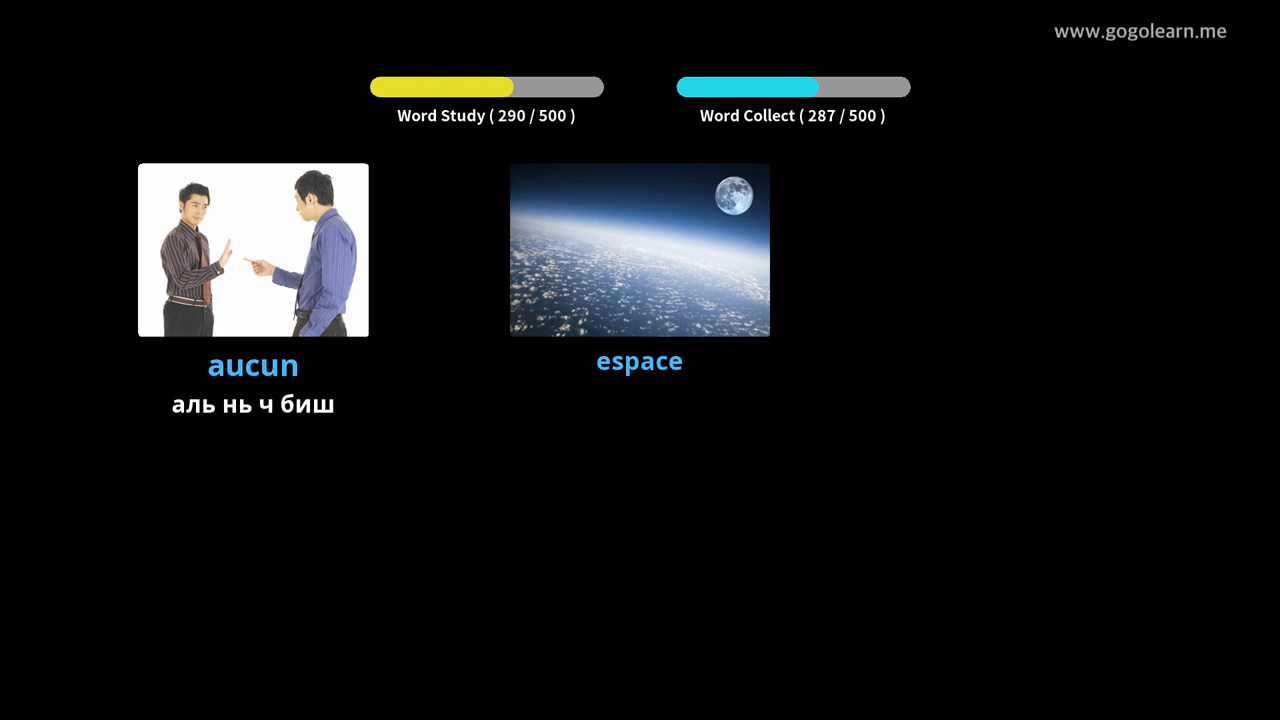 www.gogolearn.me
Word Study ( 290 / 500 )
Word Collect ( 287 / 500 )
aucun
аль нь ч биш
espace